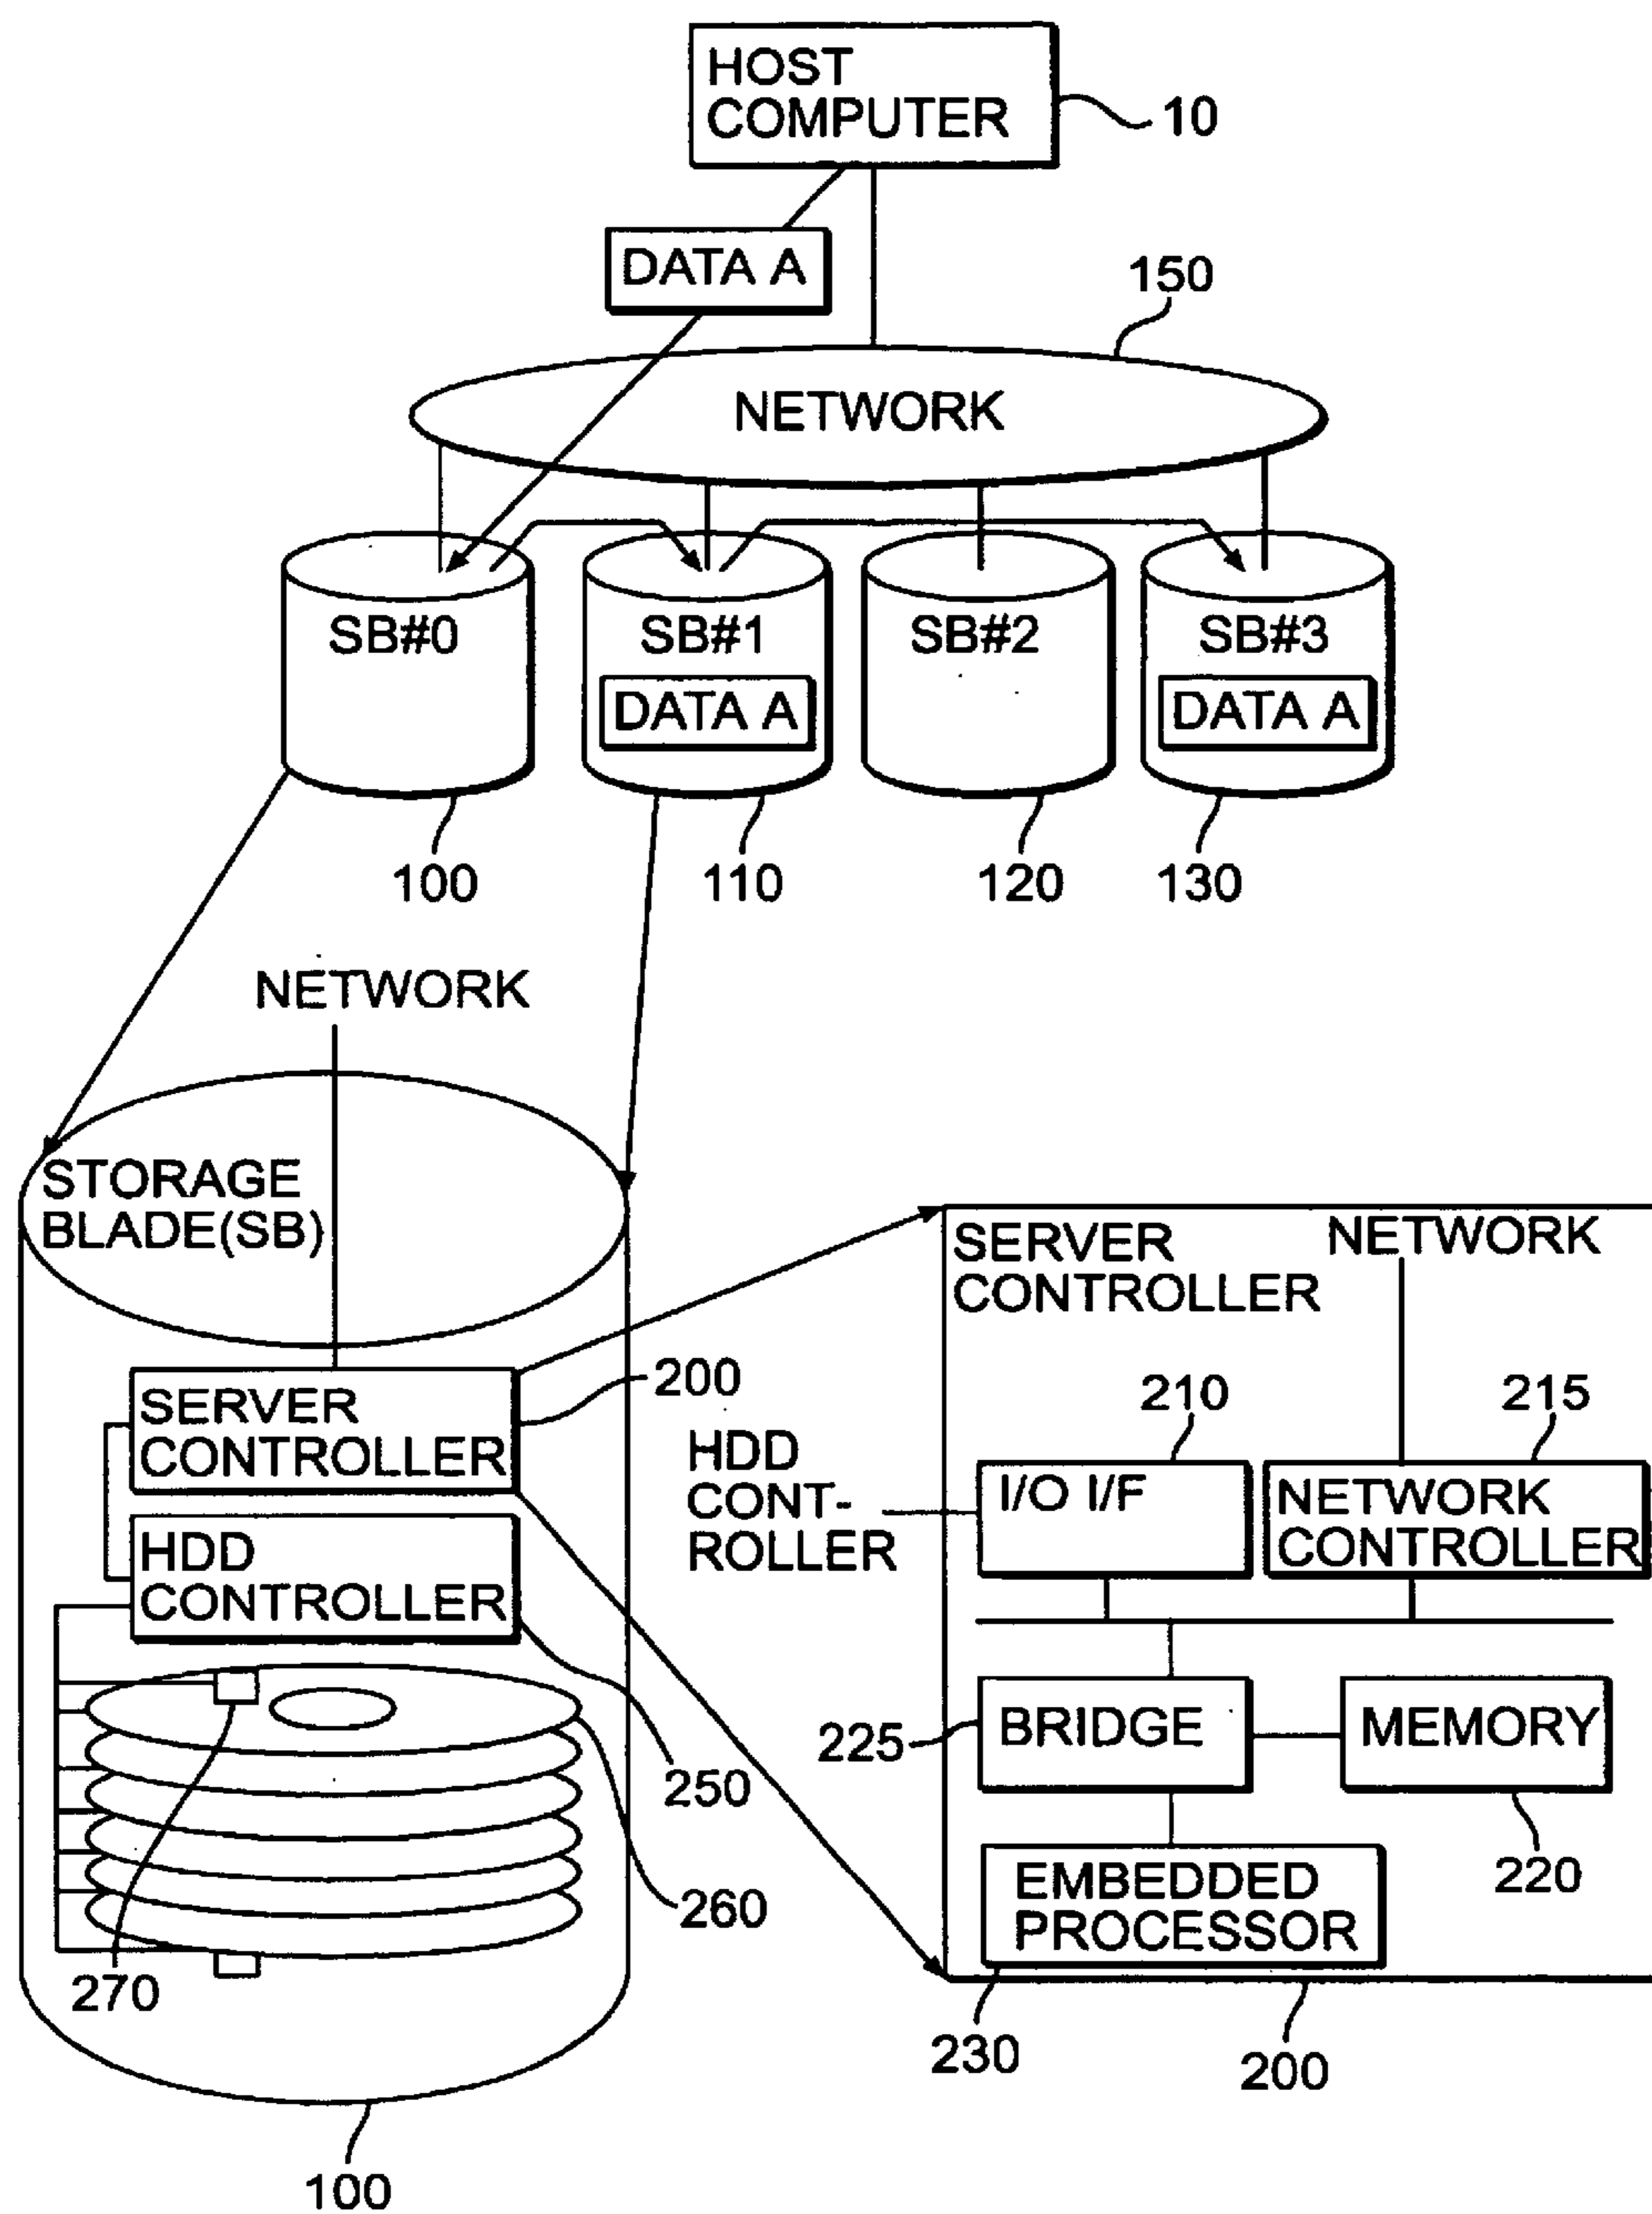 HOST
COMPUTER
10
DATA A
150
NETWORK
SB#0
SB#1
SB#2
SB#3
DATA A
DATA A
100
110
120
130
NETWORK
STORAGE
BLADE(SB)
SERVER
CONTROLLER
200
HDD
CONTROLLER
250
260
270
100
SERVER
CONTROLLER
NETWORK
210
215
HDD
CONT-
ROLLER
I/O I/F
NETWORK
CONTROLLER
225
BRIDGE
MEMORY
220
EMBEDDED
PROCESSOR
230
200